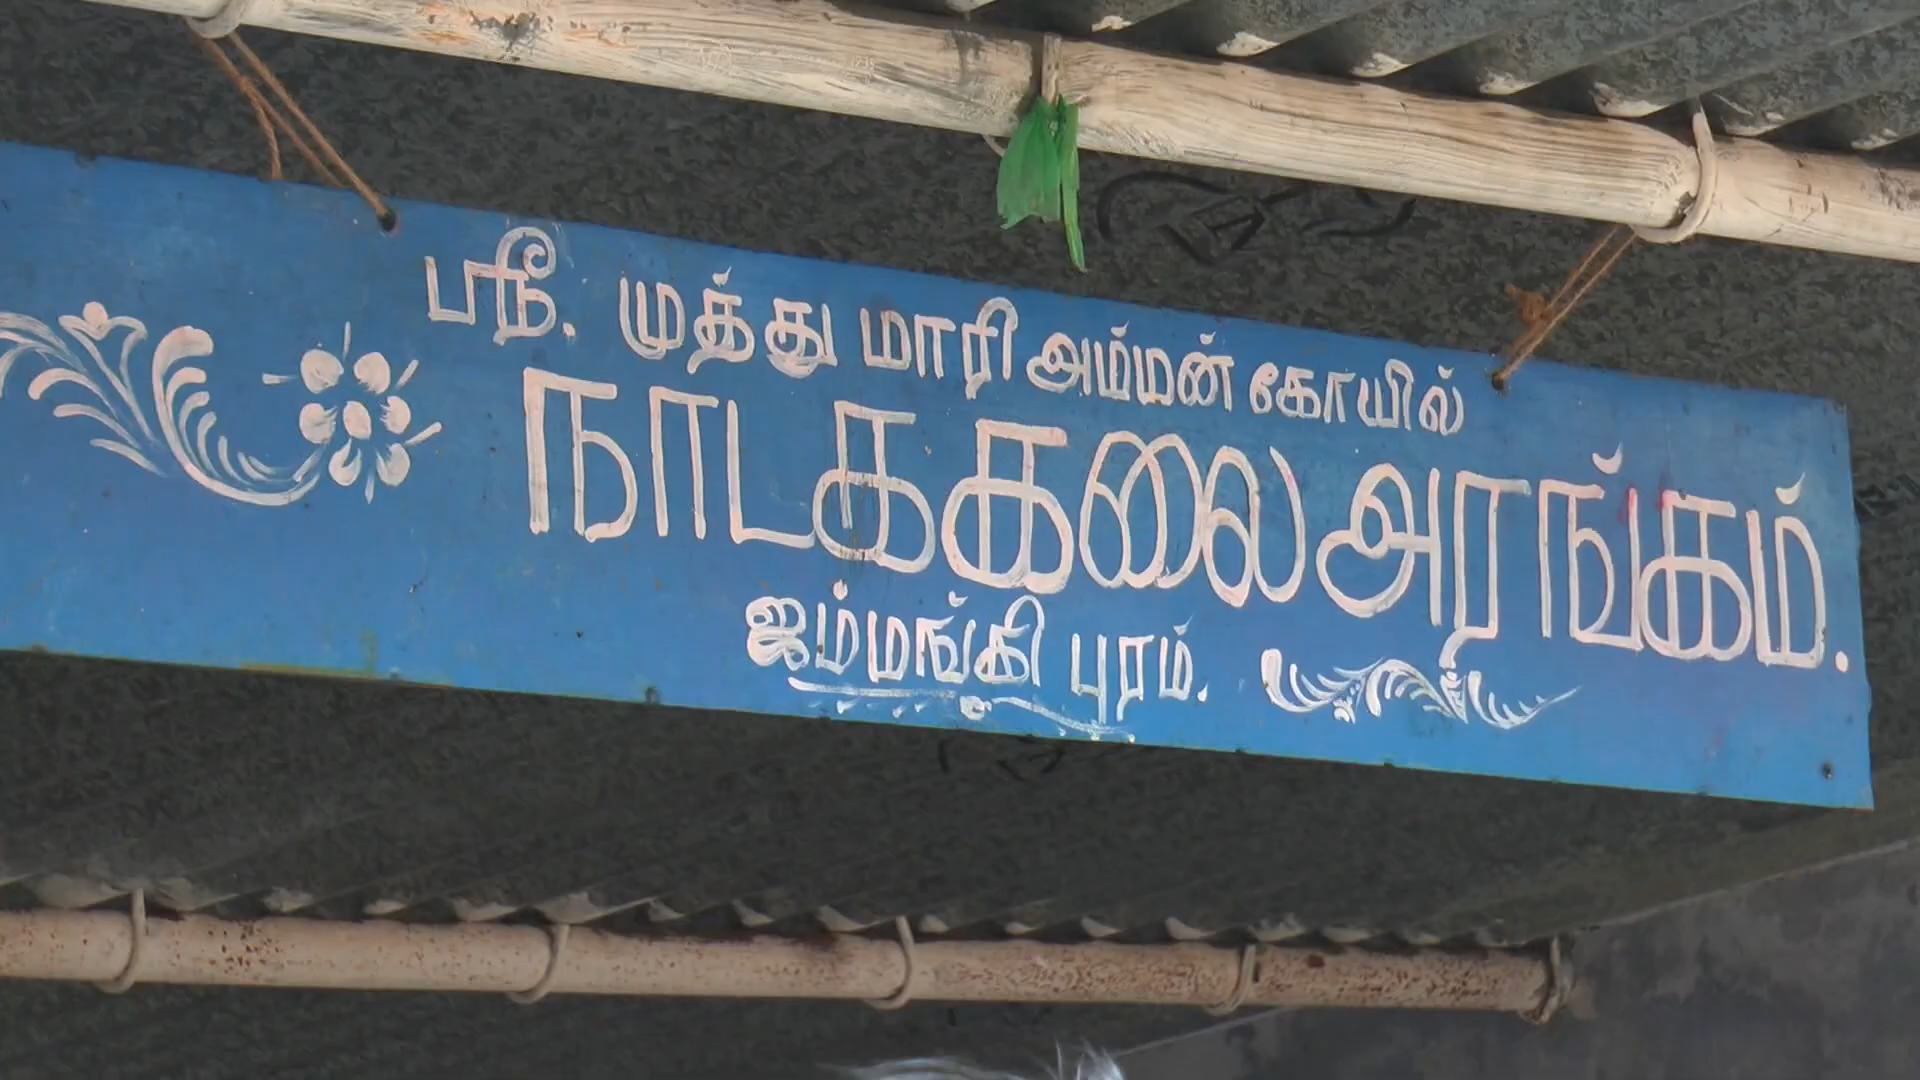 ஸ்ரீ. முத்து மாரி அம்மன் கோயில்
நாடககலை அரங்கம்.
ஜம்மங்கி புரம்.